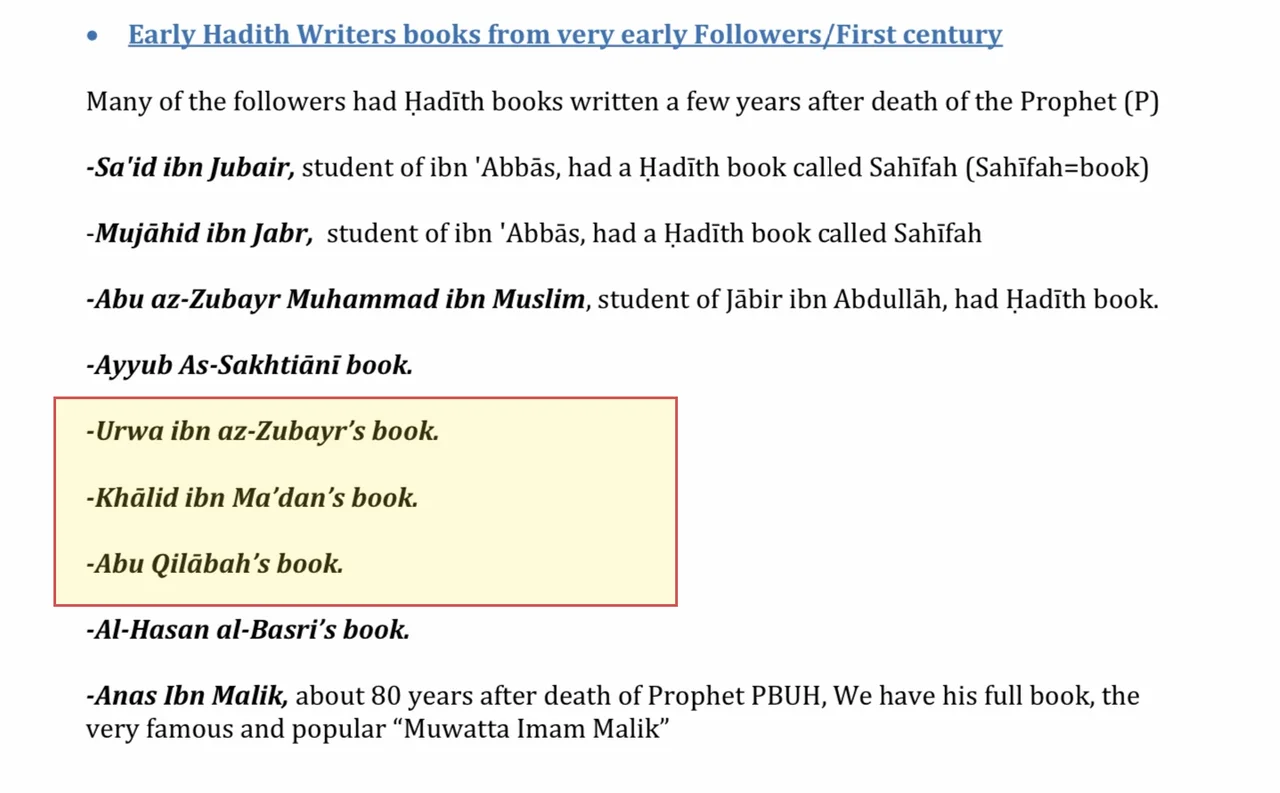 • Early Hadith Writers books from very early Followers/First century
Many of the followers had Ḥadīth books written a few years after death of the Prophet (P)
-Sa'id ibn Jubair, student of ibn 'Abbās, had a Ḥadīth book called Sahīfah (Sahīfah=book)
-Mujāhid ibn Jabr, student of ibn 'Abbās, had a Ḥadīth book called Sahīfah
-Abu az-Zubayr Muhammad ibn Muslim, student of Jābir ibn Abdullāh, had Ḥadīth book.
-Ayyub As-Sakhtiānī book.
-Urwa ibn az-Zubayr’s book.
-Khālid ibn Ma’dan’s book.
-Abu Qilābah’s book.
-Al-Hasan al-Basri’s book.
-Anas Ibn Malik, about 80 years after death of Prophet PBUH, We have his full book, the
very famous and popular “Muwatta Imam Malik”